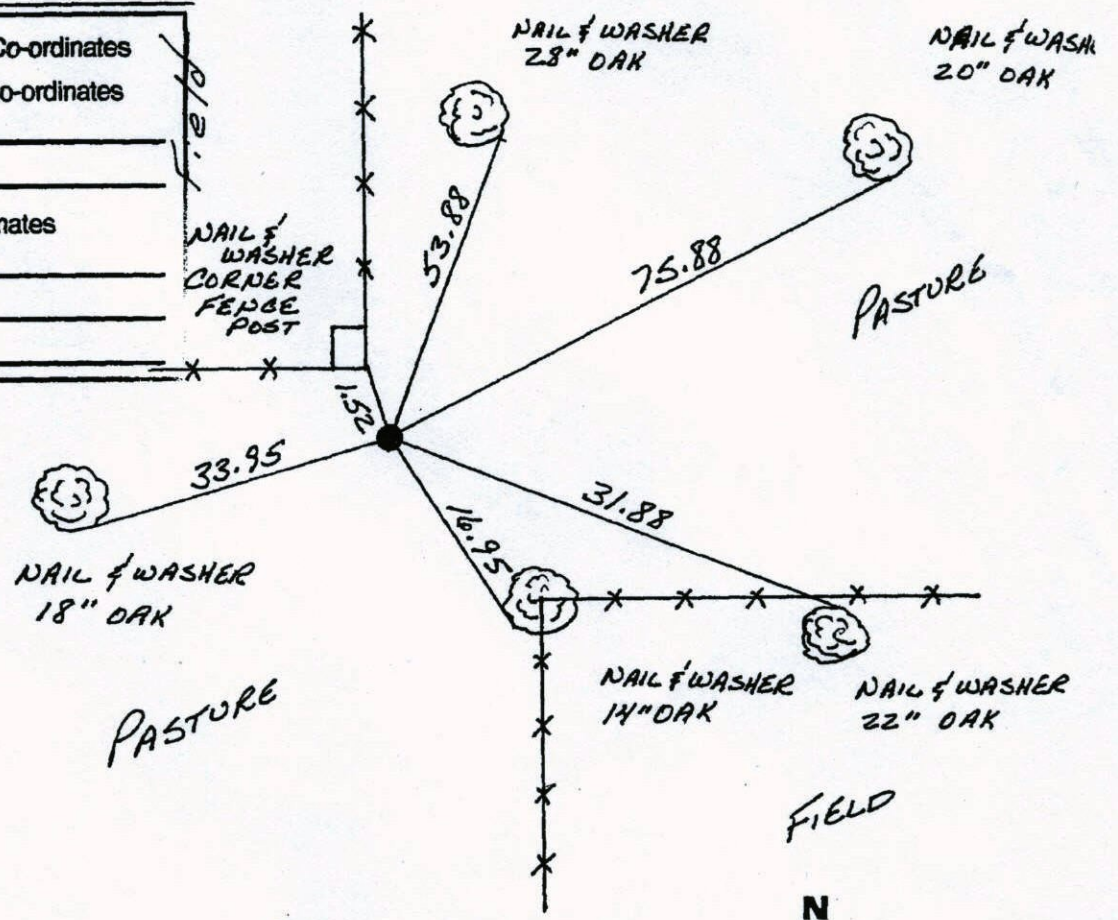 Co-ordinates
o-ordinates
nates
NAIL & WASHER
28" OAK
NAIL & WASH
20" OAK
NAIL &
WASHER
CORNER
FENCE
POST
53.88
75.88
PASTURE
1.52
33.95
31.88
16.95
NAIL & WASHER
18" OAK
NAIL & WASHER
14" OAK
NAIL & WASHER
22" OAK
PASTURE
FIELD
N